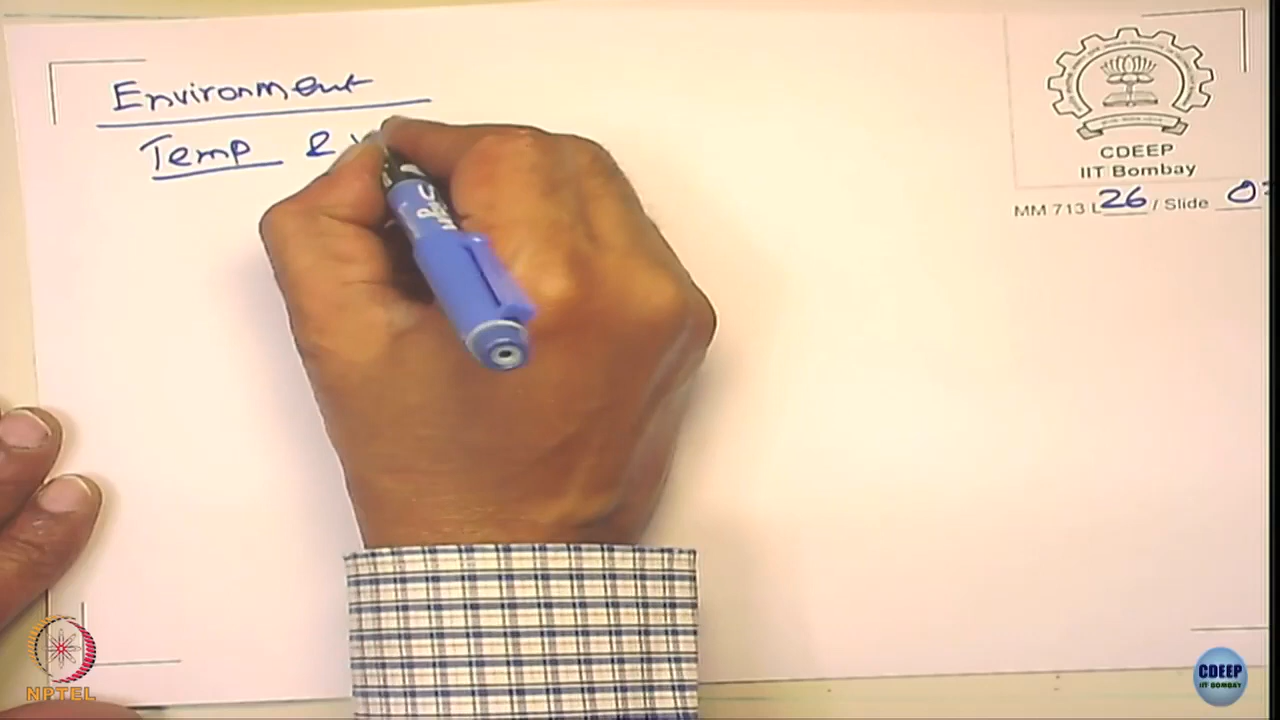 Environment
Temp &
CDEEP
IIT Bombay
MM 713 L 26 / Slide
NPTEL
CDEEP
IIT BOMBAY